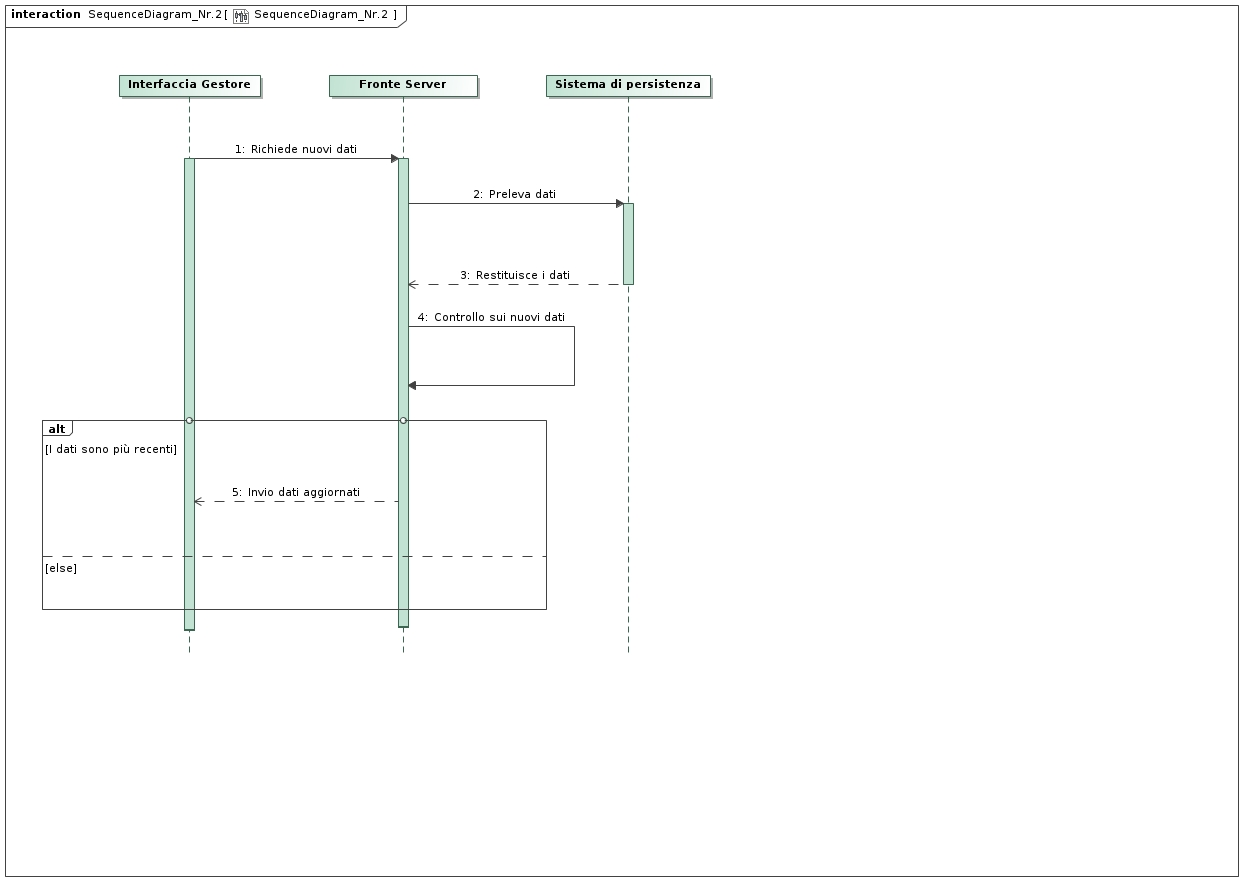 interaction SequenceDiagram_Nr.2[ SequenceDiagram_Nr.2 ]
Interfaccia Gestore
Fronte Server
Sistema di persistenza
1: Richiede nuovi dati
2: Preleva dati
3: Restituisce i dati
4: Controllo sui nuovi dati
alt
[I dati sono più recenti]
5: Invio dati aggiornati
[else]